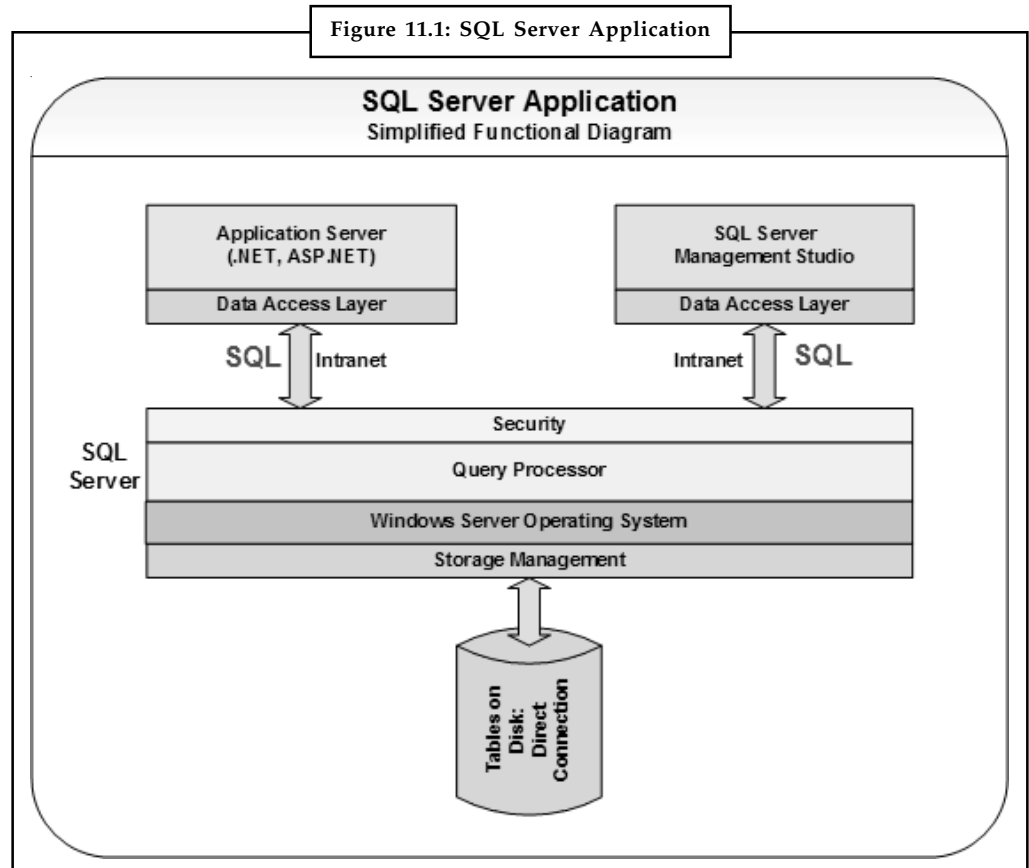 Figure 11.1: SQL Server Application
SQL Server Application
Simplified Functional Diagram
Application Server
(.NET, ASP.NET)
Data Access Layer
SQL Server
Management Studio
Data Access Layer
SQL
Intranet
Intranet
SQL
SQL
Server
Security
Query Processor
Windows Server Operating System
Storage Management
Tables on
Disk:
Direct
Connection